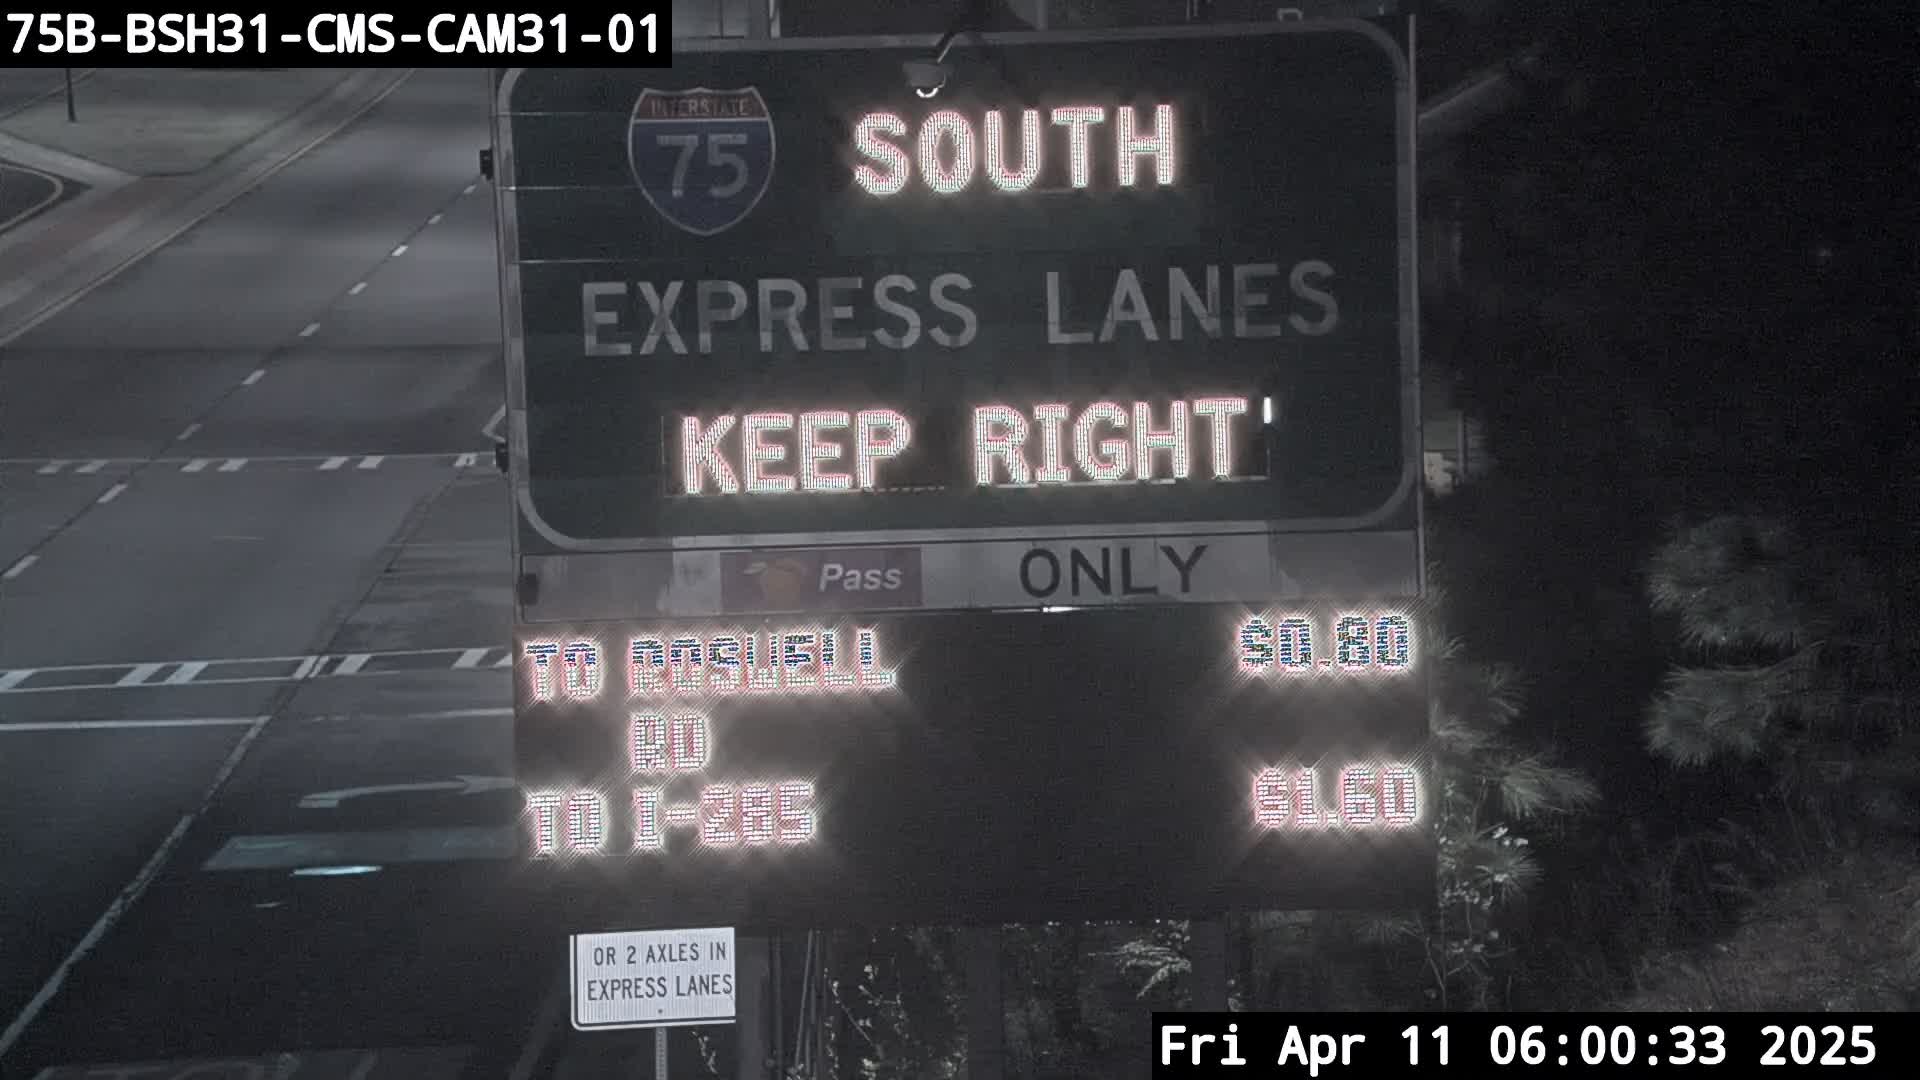 75B-BSH31-CMS-CAM31-01
INTERSTATE
75
SOUTH
EXPRESS LANES
KEEP RIGHT
Pass ONLY
TO ROSWELL $0.60
RD
TO I-285 $1.60
OR 2 AXLES IN
EXPRESS LANES
Fri Apr 11 06:00:33 2025